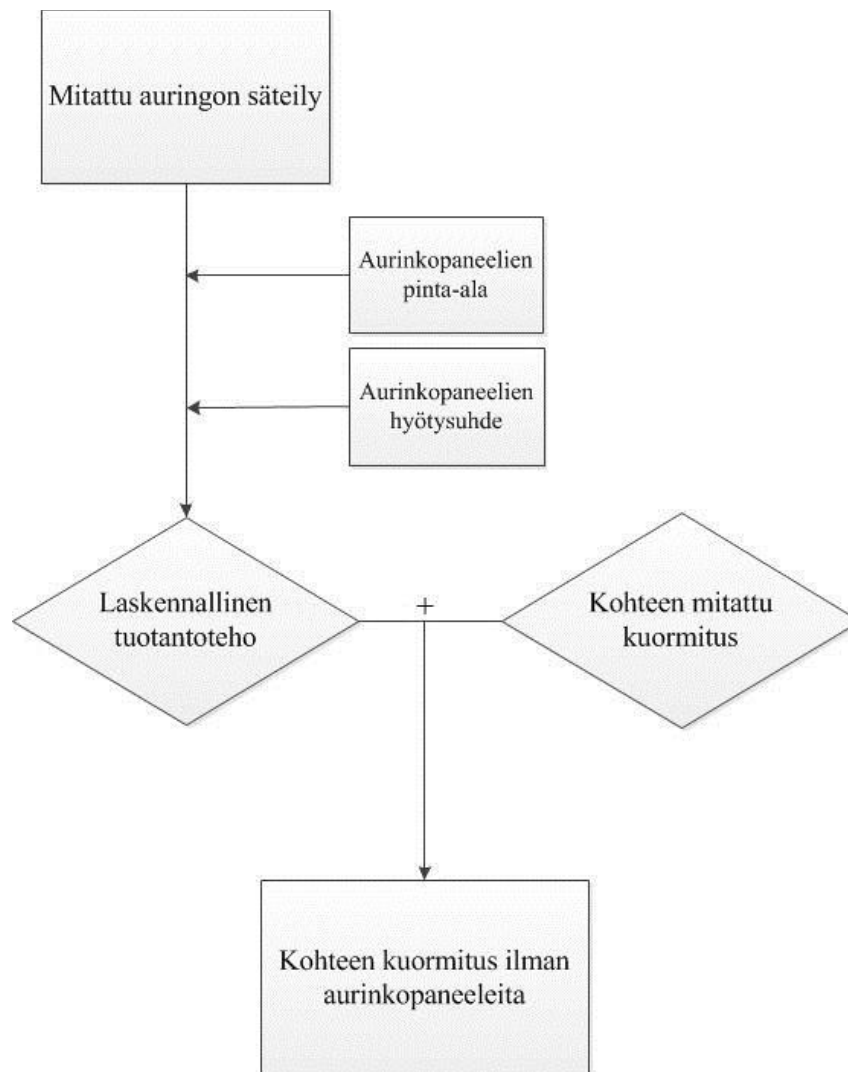 Mitattu auringon säteily
Aurinkopaneelien
pinta-ala
Aurinkopaneelien
hyötysuhde
Laskennallinen
tuotantoteho
+
Kohteen mitattu
kuormitus
Kohteen kuormitus ilman
aurinkopaneeleita